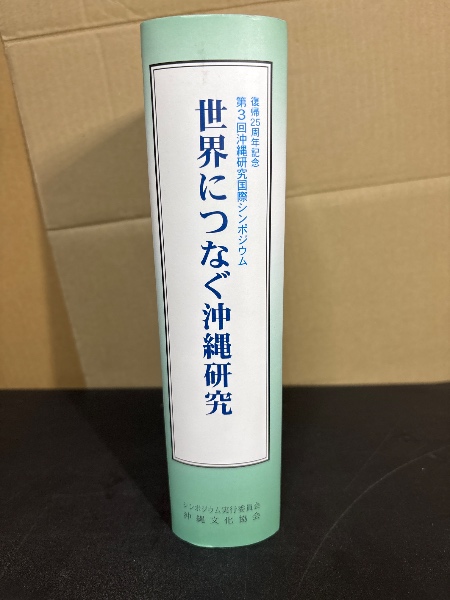 復帰25周年記念
第3回沖縄研究国際シンポジウム
世界につなぐ沖縄研究
シンポジウム実行委員会
沖縄文化協会